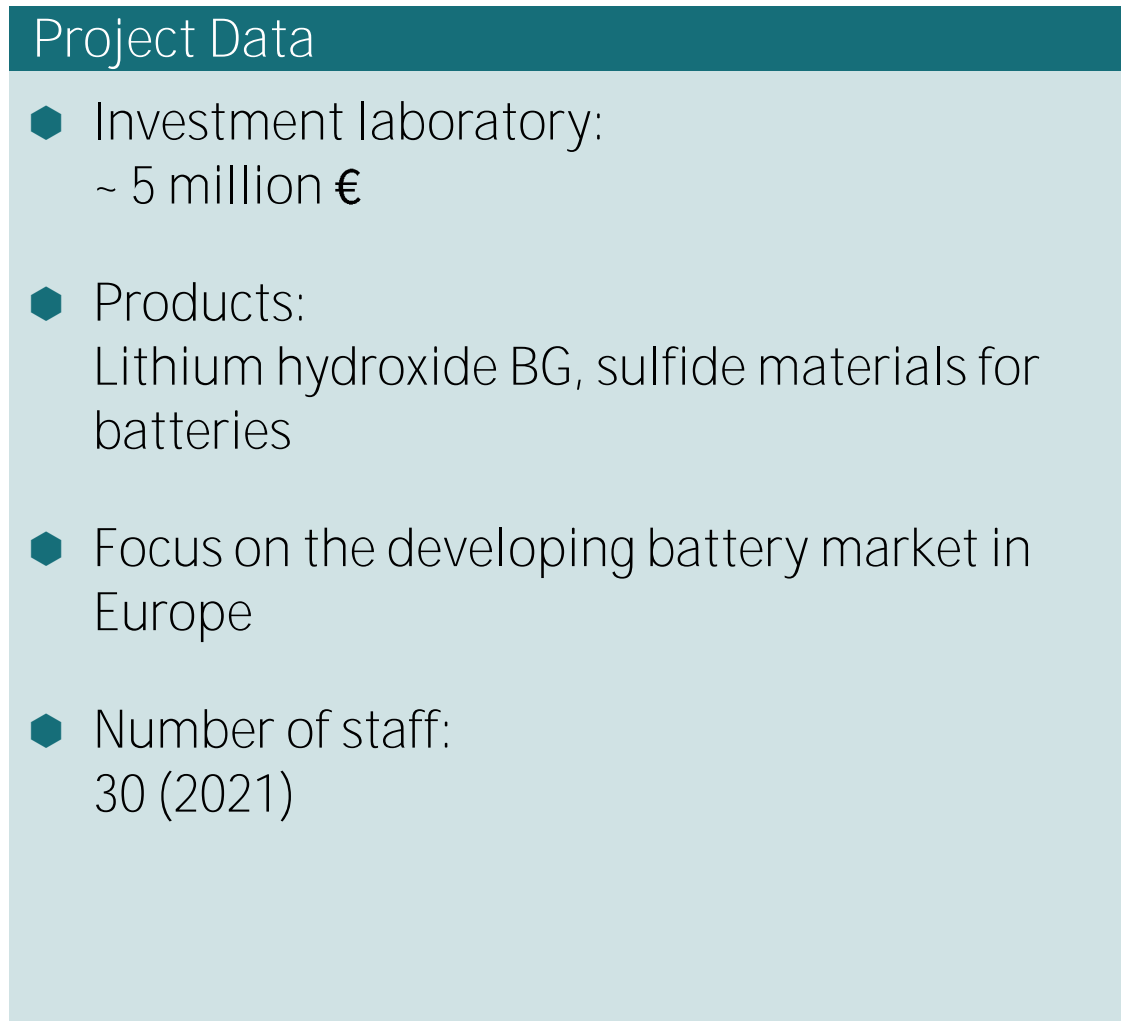 Project Data
Investment laboratory:
~ 5 million €
Products:
Lithium hydroxide BG, sulfide materials for
batteries
Focus on the developing battery market in
Europe
Number of staff:
30 (2021)